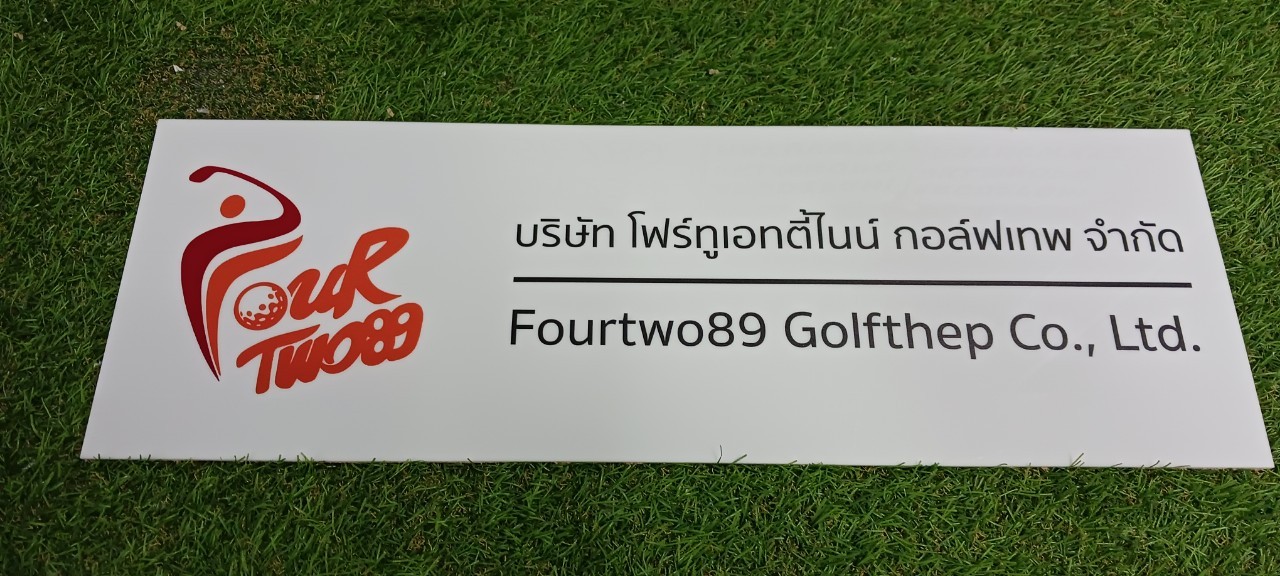 FouR
Two89
บริษัท โฟร์ทูเอทตี้ไนน์ กอล์ฟเทพ จำกัด
Fourtwo89 Golfthep Co., Ltd.